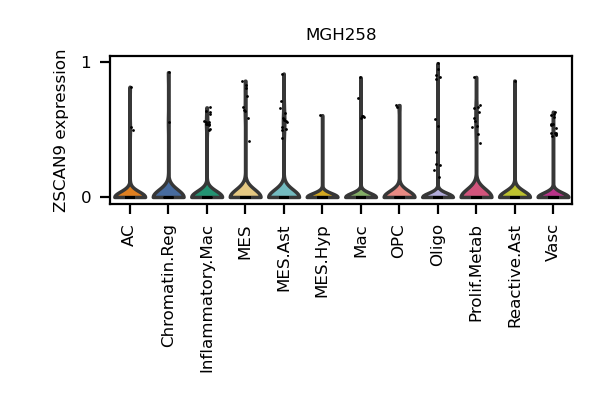 MGH258
ZSCAN9 expression
1
0
AC
Chromatin.Reg
Inflammatory.Mac
MES
MES.Ast
MES.Hyp
Mac
OPC
Oligo
Prolif.Metab
Reactive.Ast
Vasc